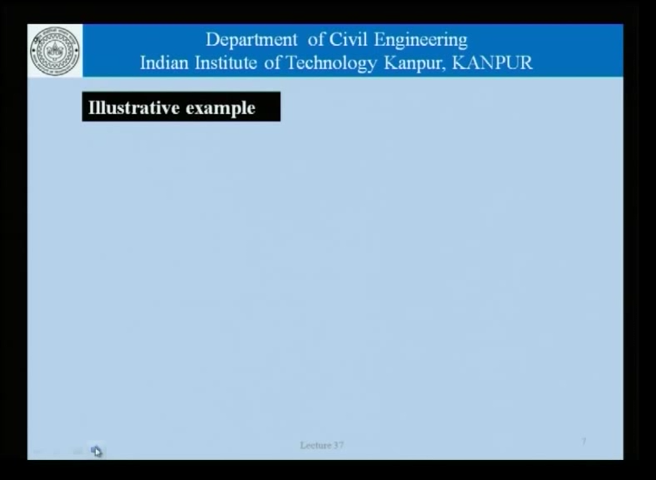 Department of Civil Engineering
Indian Institute of Technology Kanpur, KANPUR
Illustrative example
Lecture 37